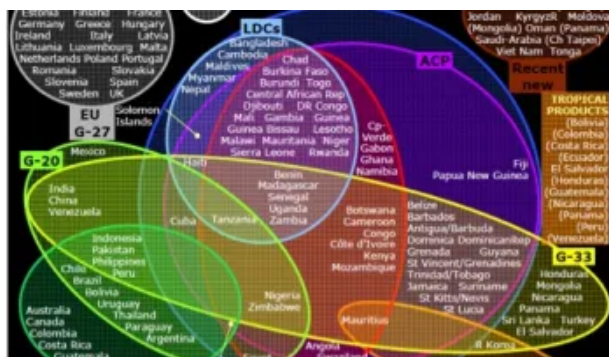 Estonia Finland France
Germany Greece Hungary
Ireland Italy Latvia
Lithuania Luxembourg Malta
Netherlands Poland Portugal
Romania Slovakia
Slovenia Spain
Sweden UK
EU
G-27
Solomon
Islands
LDCs
Bangladesh
Cambodia
Maldives
Myanmar
Nepal
Chad
Burkina Faso
Burundi Togo
Central African Rep
Djibouti DR Congo
Mali Gambia Guinea
Guinea Bissau Lesotho
Malawi Mauritania Niger
Sierra Leone Rwanda
Haiti
Benin
Madagascar
Senegal
Uganda
Zambia
Tanzania
Cuba
ACP
Cp-
Verde
Gabon
Ghana
Namibia
Fiji
Papua New Guinea
Jordan KyrgyzR Moldova
(Mongolia) Oman (Panama)
Saudi-Arabia (Ch Taipei)
Viet Nam Tonga
Recent
new
TROPICAL
PRODUCTS
(Bolivia)
(Colombia)
(Costa Rica)
(Ecuador)
El Salvador
(Honduras)
(Guatemala)
(Nicaragua)
(Panama)
(Peru)
(Venezuela)
G-20
Mexico
India
China
Venezuela
Indonesia
Pakistan
Philippines
Peru
Chile
Brazil
Bolivia
Uruguay
Thailand
Paraguay
Argentina
Australia
Canada
Colombia
Costa Rica
Guatemala
Nigeria
Zimbabwe
Egypt
Botswana
Cameroon
Congo
Côte d'Ivoire
Kenya
Mozambique
Mauritius
Angola
Swaziland
Belize
Barbados
Antigua/Barbuda
Dominica DominicanRep
Grenada Guyana
St Vincent/Grenadines
Trinidad/Tobago
Jamaica Suriname
St Kitts/Nevis
St Lucia
G-33
Honduras
Mongolia
Nicaragua
Panama
Sri Lanka Turkey
El Salvador
Korea